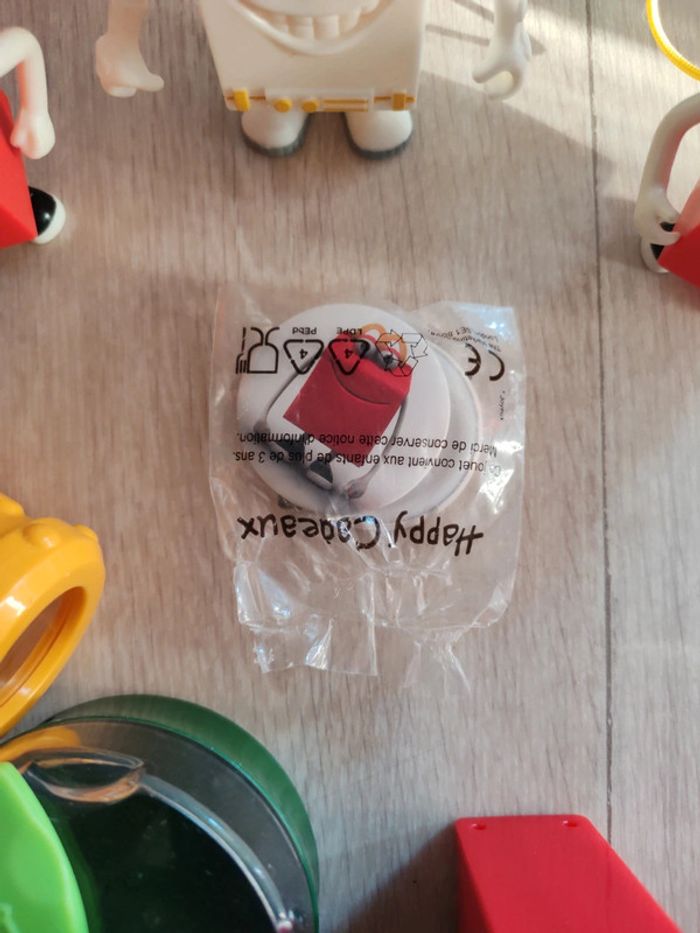 Happy Cadeaux
Ce jouet convient aux enfants de plus de 3 ans.
Merci de conserver cette notice d'information.
CE
4
LDPE
4
PEbd